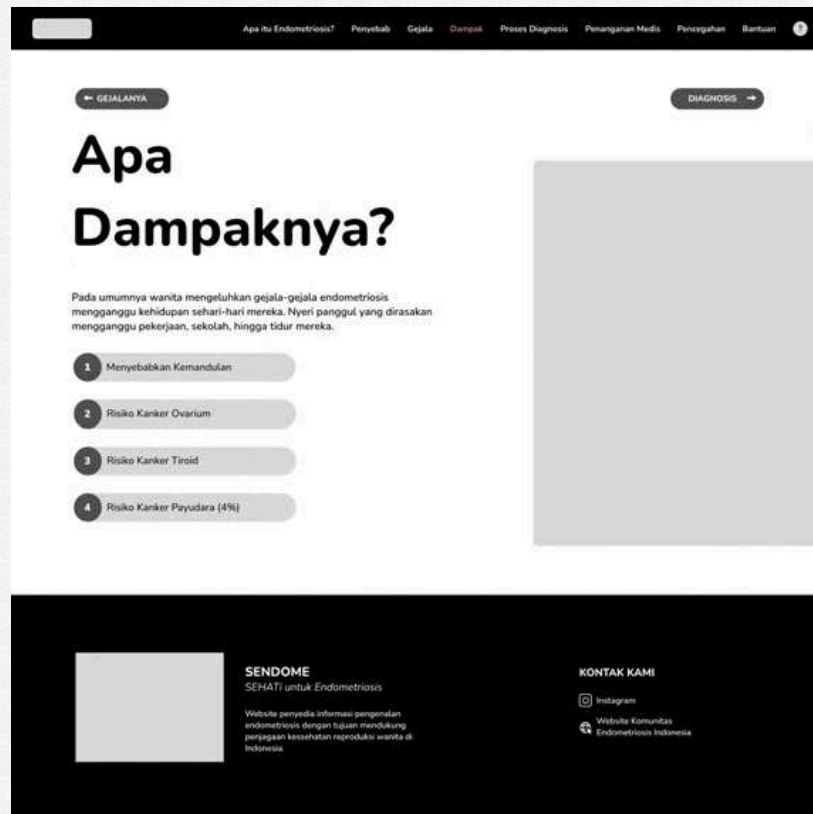 Apa itu Endometriosis? Penyebab Gejala Dampak Proses Diagnosis Penanganan Medis Pencegahan Bantuan ?
← GEJALANYA
DIAGNOSIS →
Apa
Dampaknya?
Pada umumnya wanita mengeluhkan gejala-gejala endometriosis
mengganggu kehidupan sehari-hari mereka. Nyeri panggul yang dirasakan
mengganggu pekerjaan, sekolah, hingga tidur mereka.
1 Menyebabkan Kemandulan
2 Risiko Kanker Ovarium
3 Risiko Kanker Tiroid
4 Risiko Kanker Payudara (4%)
SENDOME
SEHATi untuk Endometriosis
Website penyedia informasi pengenalan
endometriosis dengan tujuan mendukung
penjagaan kessehatan reproduksi wanita di
Indonesia.
KONTAK KAMI
Instagram
Website Komunitas
Endometriosis Indonesia